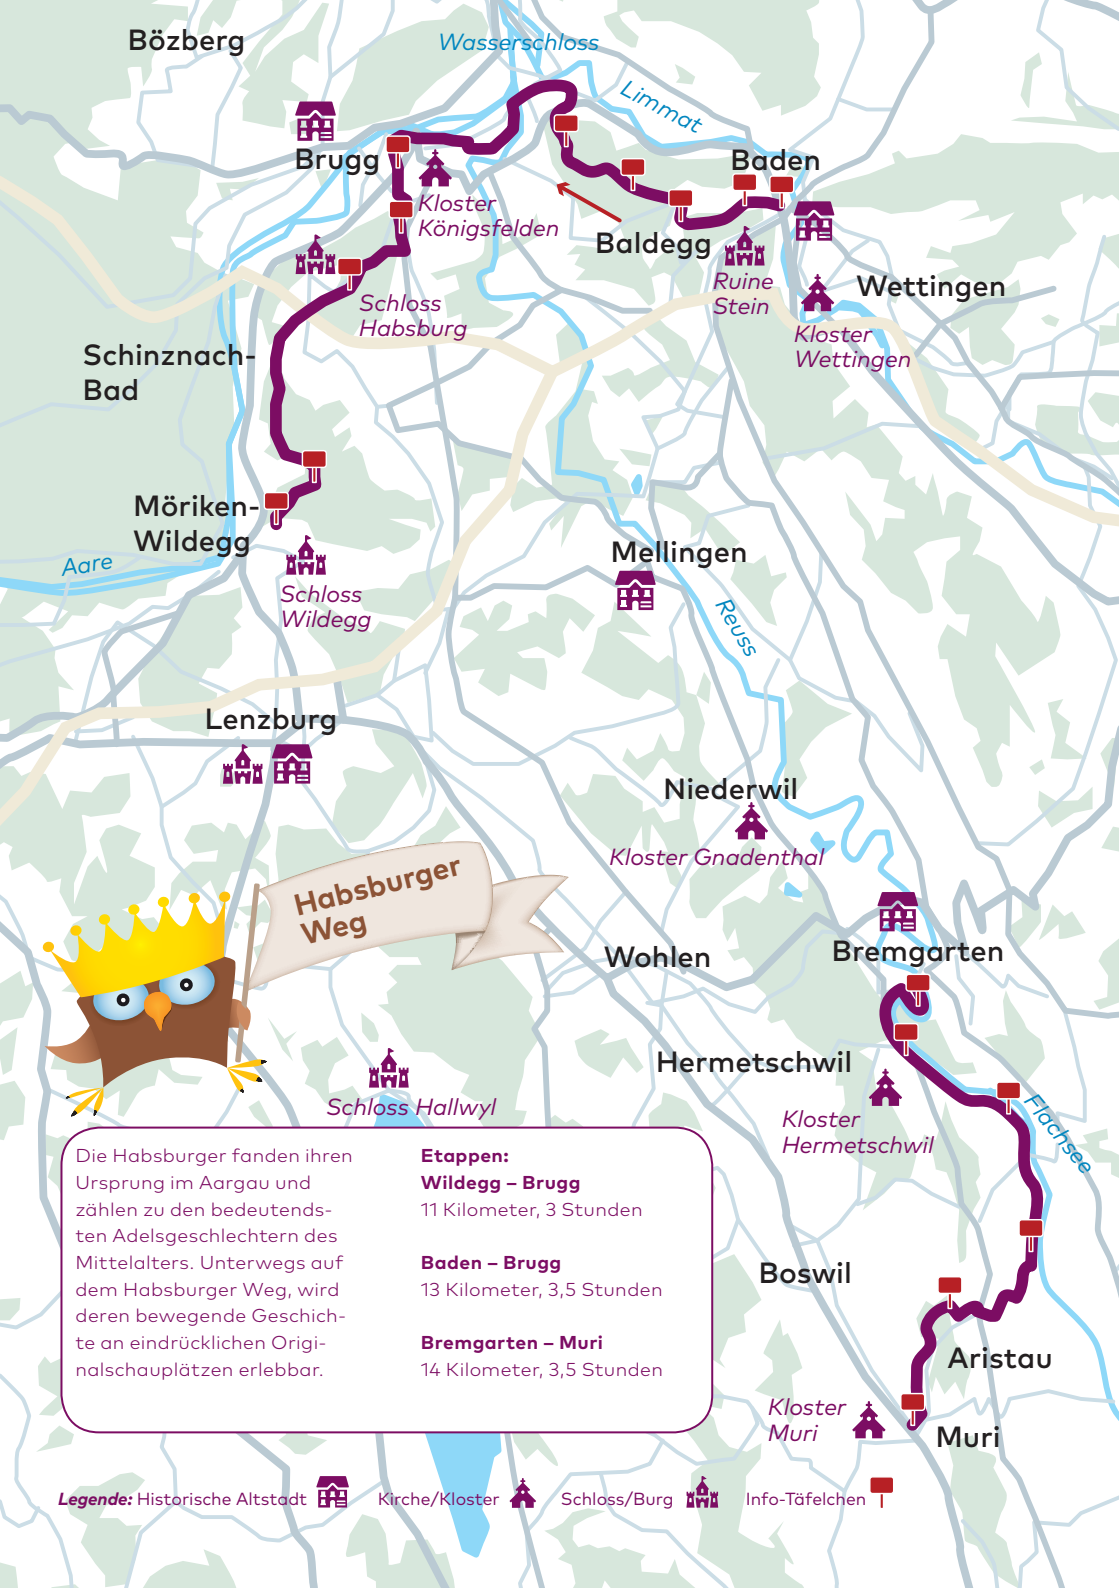 Bözberg
Wasserschloss
Limmat
Brugg
Baden
Kloster
Königsfelden
Baldegg
Ruine
Stein
Wettingen
Schloss
Habsburg
Kloster
Wettingen
Schinznach-
Bad
Möriken-
Wildegg
Aare
Schloss
Wildegg
Mellingen
Reuss
Lenzburg
Niederwil
Kloster Gnadenthal
Habsburger
Weg
Bremgarten
Wohlen
Hermetschwil
Schloss Hallwyl
Kloster
Hermetschwil
Flachsee
Die Habsburger fanden ihren
Ursprung im Aargau und
zählen zu den bedeutends-
ten Adelsgeschlechtern des
Mittelalters. Unterwegs auf
dem Habsburger Weg, wird
deren bewegende Geschich-
te an eindrücklichen Origi-
nalschauplätzen erlebbar.
Etappen:
Wildegg – Brugg
11 Kilometer, 3 Stunden
Baden – Brugg
13 Kilometer, 3,5 Stunden
Bremgarten – Muri
14 Kilometer, 3,5 Stunden
Boswil
Aristau
Kloster
Muri
Muri
Legende: Historische Altstadt
Kirche/Kloster
Schloss/Burg
Info-Täfelchen